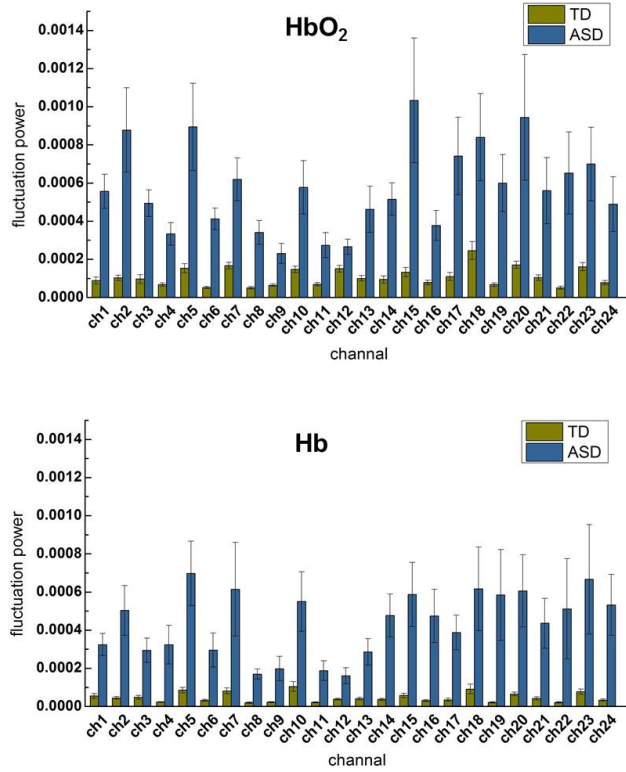 HbO₂
TD
ASD
0.0014
0.0012
0.0010
0.0008
0.0006
0.0004
0.0002
0.0000
fluctuation power
ch1 ch2 ch3 ch4 ch5 ch6 ch7 ch8 ch9 ch10 ch11 ch12 ch13 ch14 ch15 ch16 ch17 ch18 ch19 ch20 ch21 ch22 ch23 ch24
channal
Hb
TD
ASD
0.0014
0.0012
0.0010
0.0008
0.0006
0.0004
0.0002
0.0000
fluctuation power
ch1 ch2 ch3 ch4 ch5 ch6 ch7 ch8 ch9 ch10 ch11 ch12 ch13 ch14 ch15 ch16 ch17 ch18 ch19 ch20 ch21 ch22 ch23 ch24
channal